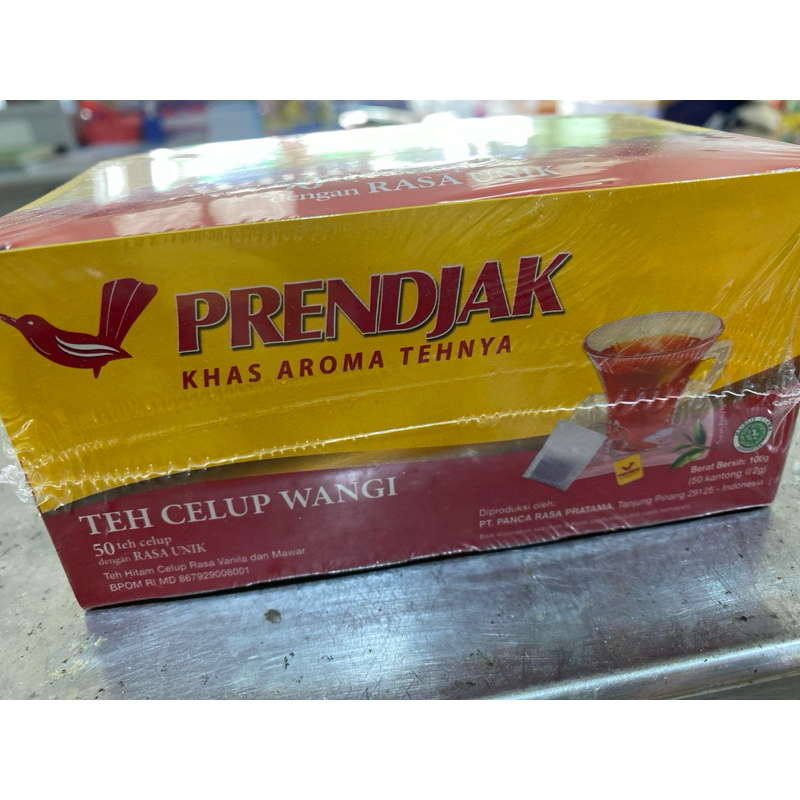 dengan RASA UNIK
PRENDJAK
KHAS AROMA TEHNYA
TEH CELUP WANGI
50 teh celup
dengan RASA UNIK
Teh Hitam Celup Rasa Vanila dan Mawar
BPOM RI MD 867929008001
Berat Bersih: 100g
(50 kantong @2g)
Diproduksi oleh:
PT. PANCA RASA PRATAMA, Tanjung Pinang 29125 - Indonesia